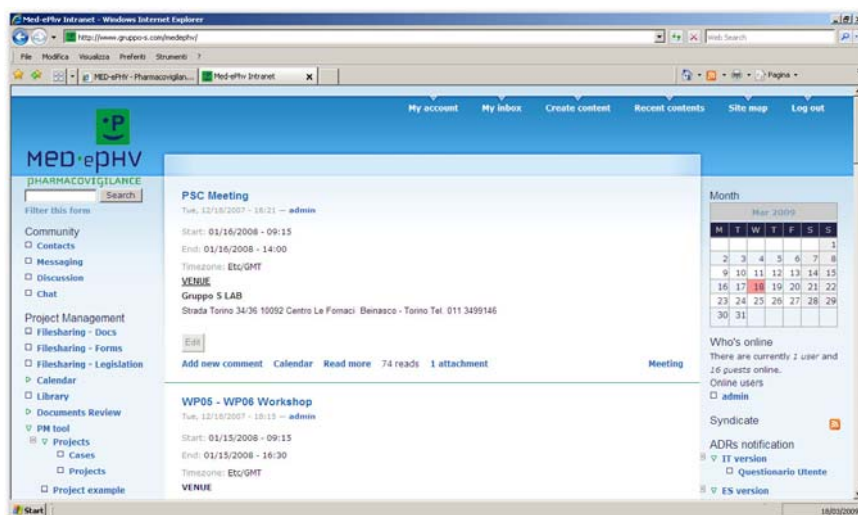 Med-ePhv Intranet - Windows Internet Explorer
http://www.gruppo-s.com/medephv/
Web Search
File Modifica Visualizza Preferiti Strumenti ?
MED-ePHV - Pharmacovigilan...
Med-ePhv Intranet
Pagina
My account My inbox Create content Recent contents Site map Log out
·P
MED·ePHV
PHARMACOVIGILANCE
Search
Filter this form
Community
Contacts
Messaging
Discussion
Chat
Project Management
Filesharing - Docs
Filesharing - Forms
Filesharing - Legislation
Calendar
Library
Documents Review
PM tool
Projects
Cases
Projects
Project example
PSC Meeting
Tue, 12/18/2007 - 18:21 — admin
Start: 01/16/2008 - 09:15
End: 01/16/2008 - 14:00
Timezone: Etc/GMT
VENUE
Gruppo S LAB
Strada Torino 34/36 10092 Centro Le Fornaci Beinasco - Torino Tel. 011 3499146
Edit
Add new comment Calendar Read more 74 reads 1 attachment Meeting
WP05 - WP06 Workshop
Tue, 12/18/2007 - 18:15 — admin
Start: 01/15/2008 - 09:15
End: 01/15/2008 - 16:30
Timezone: Etc/GMT
VENUE
Month
Mar 2009
M T W T F S S
1
2 3 4 5 6 7 8
9 10 11 12 13 14 15
16 17 18 19 20 21 22
23 24 25 26 27 28 29
30 31
Who's online
There are currently 1 user and
16 guests online.
Online users
admin
Syndicate
ADRs notification
IT version
Questionario Utente
ES version
Start
18/03/2009